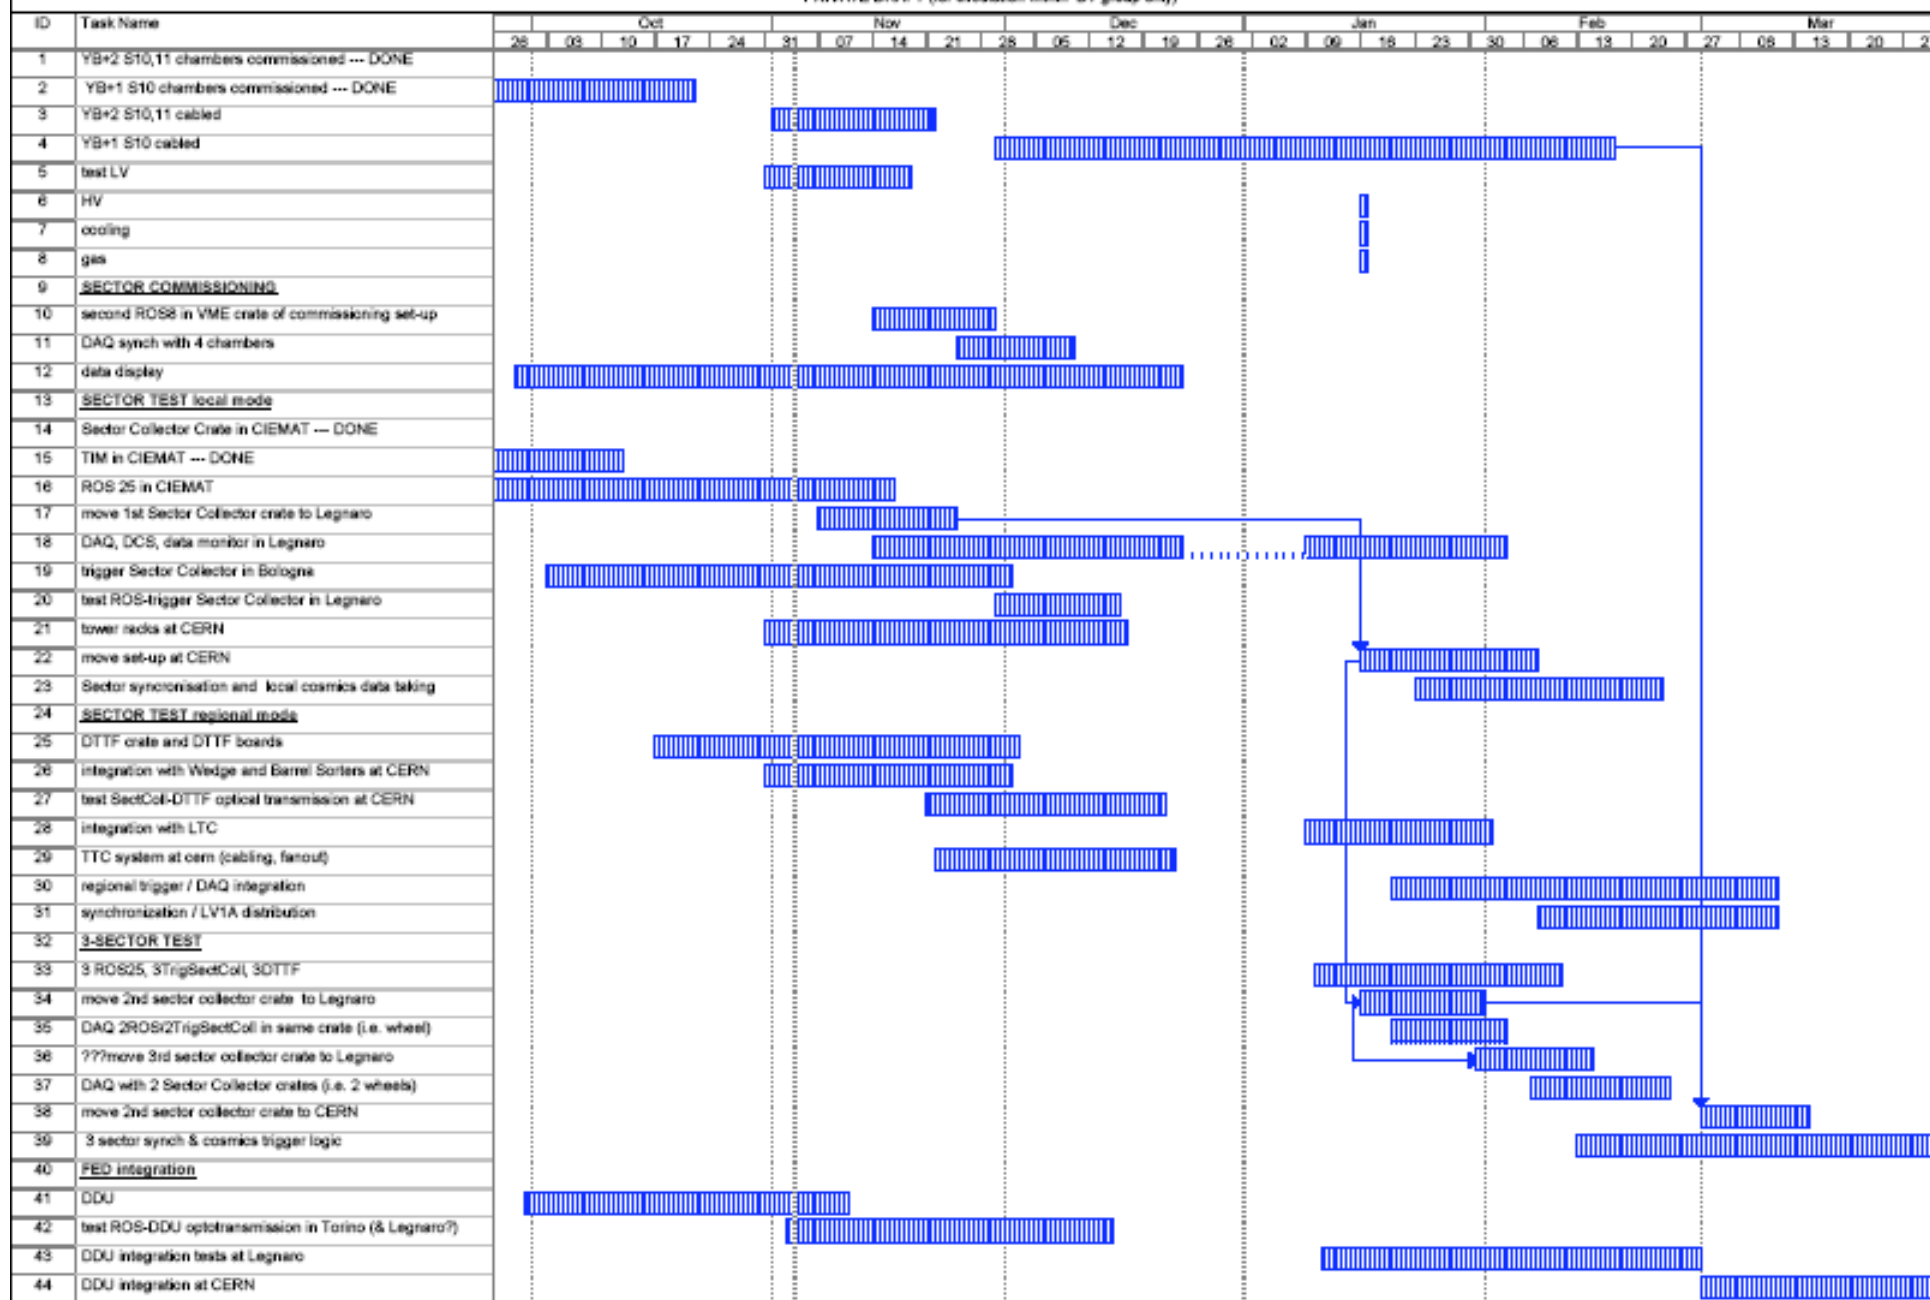 ID Task Name Oct Nov Dec Jan Feb Mar
26 03 10 17 24 31 07 14 21 28 05 12 19 26 02 09 16 23 30 06 13 20 27 06 13 20
1 YB+2 S10,11 chambers commissioned --- DONE
2 YB+1 S10 chambers commissioned --- DONE
3 YB+2 S10,11 cabled
4 YB+1 S10 cabled
5 test LV
6 HV
7 cooling
8 gas
9 SECTOR COMMISSIONING
10 second ROS8 in VME crate of commissioning set-up
11 DAQ synch with 4 chambers
12 data display
13 SECTOR TEST local mode
14 Sector Collector Crate in CIEMAT --- DONE
15 TIM in CIEMAT --- DONE
16 ROS 25 in CIEMAT
17 move 1st Sector Collector crate to Legnaro
18 DAQ, DCS, data monitor in Legnaro
19 trigger Sector Collector in Bologna
20 test ROS-trigger Sector Collector in Legnaro
21 tower racks at CERN
22 move set-up at CERN
23 Sector syncronisation and local cosmics data taking
24 SECTOR TEST regional mode
25 DTTF crate and DTTF boards
26 integration with Wedge and Barrel Sorters at CERN
27 test SectColl-DTTF optical transmission at CERN
28 integration with LTC
29 TTC system at cern (cabling, fanout)
30 regional trigger / DAQ integration
31 synchronization / LV1A distribution
32 3-SECTOR TEST
33 3 ROS25, 3TrigSectColl, 3DTTF
34 move 2nd sector collector crate to Legnaro
35 DAQ 2ROS/2TrigSectColl in same crate (i.e. wheel)
36 ???move 3rd sector collector crate to Legnaro
37 DAQ with 2 Sector Collector crates (i.e. 2 wheels)
38 move 2nd sector collector crate to CERN
39 3 sector synch & cosmics trigger logic
40 FED integration
41 DDU
42 test ROS-DDU optotransmission in Torino (& Legnaro?)
43 DDU integration tests at Legnaro
44 DDU integration at CERN